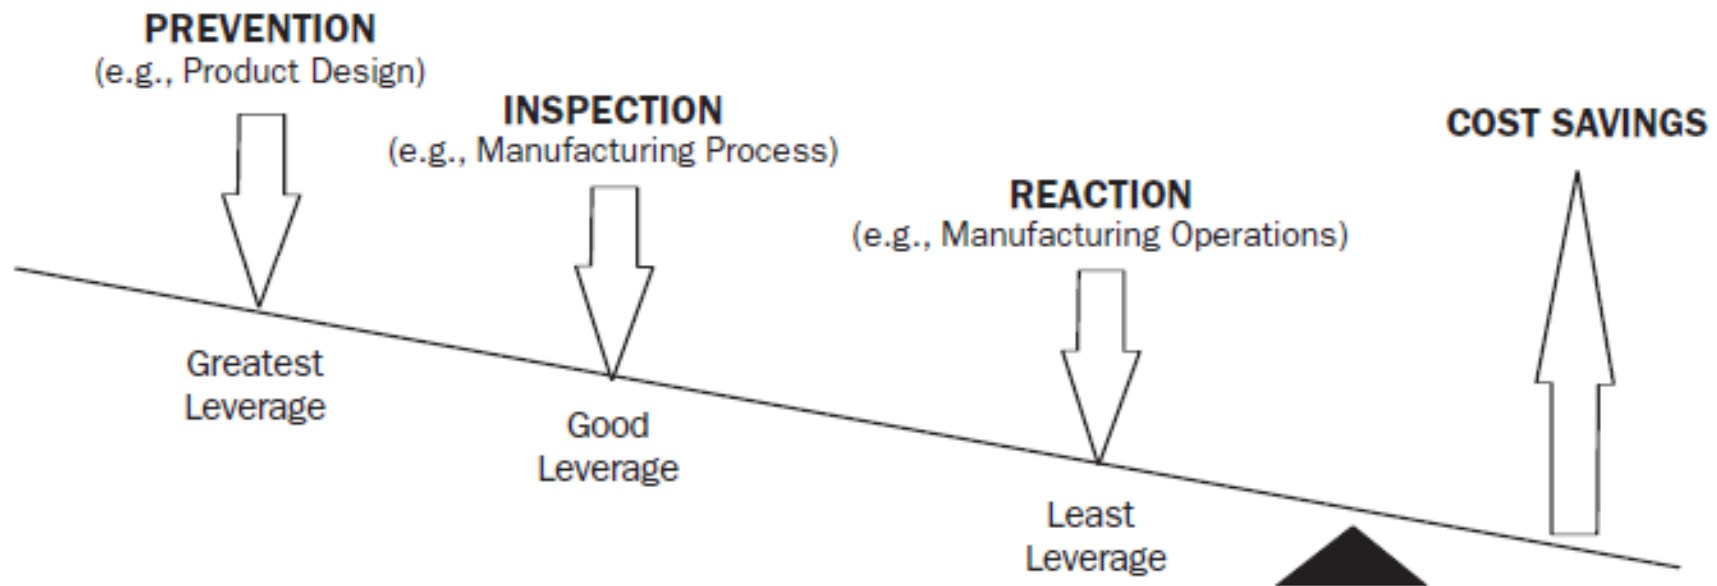 PREVENTION
(e.g., Product Design)
INSPECTION
(e.g., Manufacturing Process)
COST SAVINGS
REACTION
(e.g., Manufacturing Operations)
Greatest
Leverage
Good
Leverage
Least
Leverage